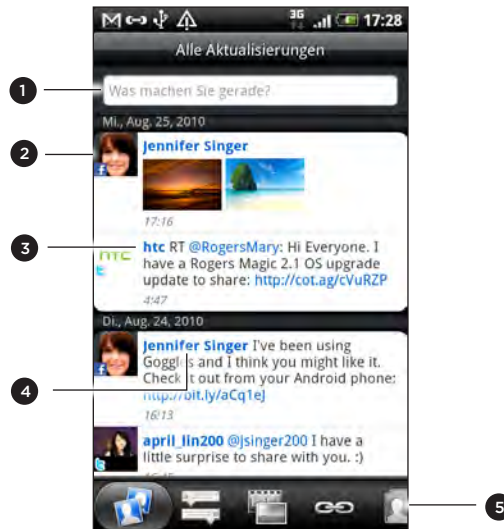 3G 17:28
Alle Aktualisierungen
1
Was machen Sie gerade?
Mi., Aug. 25, 2010
2
Jennifer Singer
17:16
3
htc RT @RogersMary: Hi Everyone. I
have a Rogers Magic 2.1 OS upgrade
update to share: http://cot.ag/cVuRZP
4:47
Di., Aug. 24, 2010
Jennifer Singer I've been using
Goggles and I think you might like it.
Check it out from your Android phone:
http://bit.ly/aCq1eJ
4
16:13
april_lin200 @jsinger200 I have a
little surprise to share with you. :)
5